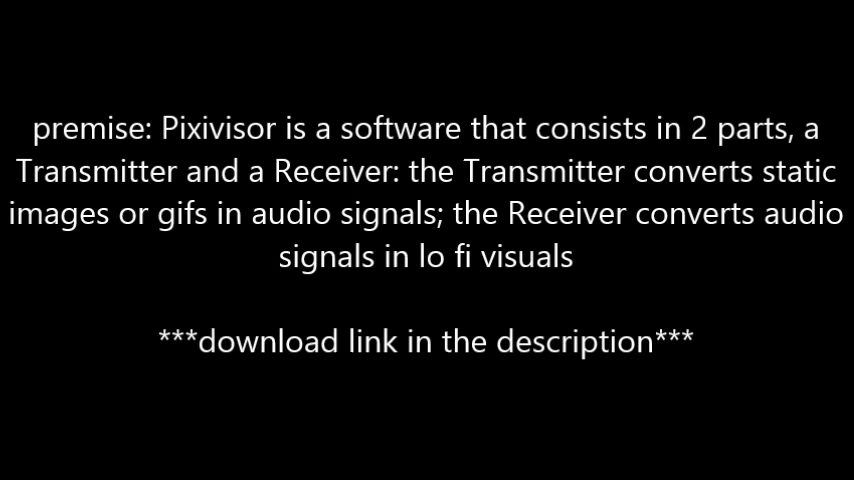 premise: Pixivisor is a software that consists in 2 parts, a
Transmitter and a Receiver: the Transmitter converts static
images or gifs in audio signals; the Receiver converts audio
signals in lo fi visuals
***download link in the description***